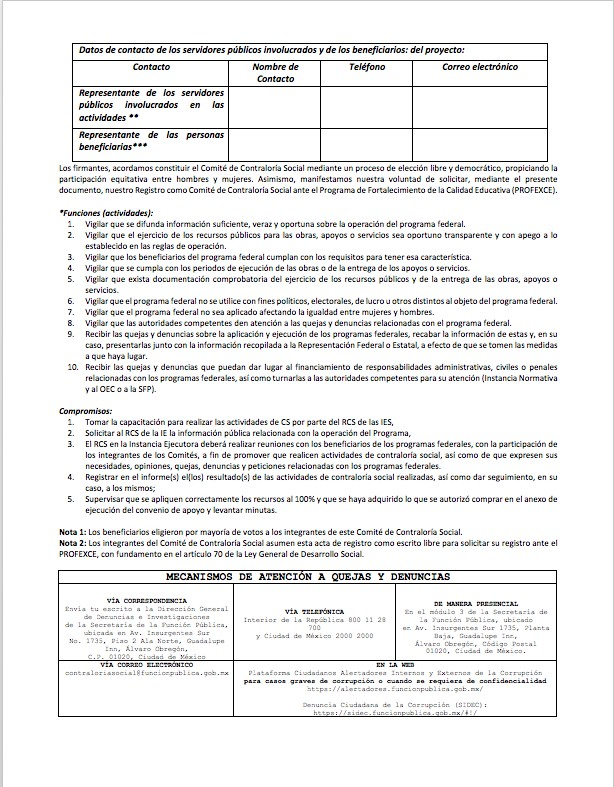 Datos de contacto de los servidores públicos involucrados y de los beneficiarios: del proyecto:
Contacto
Nombre de
Contacto
Teléfono
Correo electrónico
Representante de los servidores
públicos involucrados en las
actividades **
Representante de las personas
beneficiarias***
Los firmantes, acordamos constituir el Comité de Contraloría Social mediante un proceso de elección libre y democrático, propiciando la
participación equitativa entre hombres y mujeres. Asimismo, manifestamos nuestra voluntad de solicitar, mediante el presente
documento, nuestro Registro como Comité de Contraloría Social ante el Programa de Fortalecimiento de la Calidad Educativa (PROFEXCE).
*Funciones (actividades):
1. Vigilar que se difunda información suficiente, veraz y oportuna sobre la operación del programa federal.
2. Vigilar que el ejercicio de los recursos públicos para las obras, apoyos o servicios sea oportuno transparente y con apego a lo
establecido en las reglas de operación.
3. Vigilar que los beneficiarios del programa federal cumplan con los requisitos para tener esa característica.
4. Vigilar que se cumpla con los periodos de ejecución de las obras o de la entrega de los apoyos o servicios.
5. Vigilar que exista documentación comprobatoria del ejercicio de los recursos públicos y de la entrega de las obras, apoyos o
servicios.
6. Vigilar que el programa federal no se utilice con fines políticos, electorales, de lucro u otros distintos al objeto del programa federal.
7. Vigilar que el programa federal no sea aplicado afectando la igualdad entre mujeres y hombres.
8. Vigilar que las autoridades competentes den atención a las quejas y denuncias relacionadas con el programa federal.
9. Recibir las quejas y denuncias sobre la aplicación y ejecución de los programas federales, recabar la información de estas y, en su
caso, presentarlas junto con la información recopilada a la Representación Federal o Estatal, a efecto de que se tomen las medidas
a que haya lugar.
10. Recibir las quejas y denuncias que puedan dar lugar al financiamiento de responsabilidades administrativas, civiles o penales
relacionadas con los programas federales, así como turnarlas a las autoridades competentes para su atención (Instancia Normativa
y al OEC o a la SFP).
Compromisos:
1. Tomar la capacitación para realizar las actividades de CS por parte del RCS de las IES,
2. Solicitar al RCS de la IE la información pública relacionada con la operación del Programa,
3. El RCS en la Instancia Ejecutora deberá realizar reuniones con los beneficiarios de los programas federales, con la participación de
los integrantes de los Comités, a fin de promover que realicen actividades de contraloría social, así como de que expresen sus
necesidades, opiniones, quejas, denuncias y peticiones relacionadas con los programas federales.
4. Registrar en el informe(s) el(los) resultado(s) de las actividades de contraloría social realizadas, así como dar seguimiento, en su
caso, a los mismos;
5. Supervisar que se apliquen correctamente los recursos al 100% y que se haya adquirido lo que se autorizó comprar en el anexo de
ejecución del convenio de apoyo y levantar minutas.
Nota 1: Los beneficiarios eligieron por mayoría de votos a los integrantes de este Comité de Contraloría Social.
Nota 2: Los integrantes del Comité de Contraloría Social asumen esta acta de registro como escrito libre para solicitar su registro ante el
PROFEXCE, con fundamento en el artículo 70 de la Ley General de Desarrollo Social.
MECANISMOS DE ATENCIÓN A QUEJAS Y DENUNCIAS
VÍA CORRESPONDENCIA
Envía tu escrito a la Dirección General
de Denuncias e Investigaciones
de la Secretaría de la Función Pública,
ubicada en Av. Insurgentes Sur
No. 1735, Piso 2 Ala Norte, Guadalupe
Inn, Álvaro Obregón,
C.P. 01020, Ciudad de México
VÍA TELEFÓNICA
Interior de la República 800 11 28
700
y Ciudad de México 2000 2000
DE MANERA PRESENCIAL
En el módulo 3 de la Secretaría de
la Función Pública, ubicado
en Av. Insurgentes Sur 1735, Planta
Baja, Guadalupe Inn,
Álvaro Obregón, Código Postal
01020, Ciudad de México.
VÍA CORREO ELECTRÓNICO
contraloriasocial@funcionpublica.gob.mx
EN LA WEB
Plataforma Ciudadanos Alertadores Internos y Externos de la Corrupción
para casos graves de corrupción o cuando se requiera de confidencialidad
https://alertadores.funcionpublica.gob.mx/
Denuncia Ciudadana de la Corrupción (SIDEC):
https://sidec.funcionpublica.gob.mx/#!/